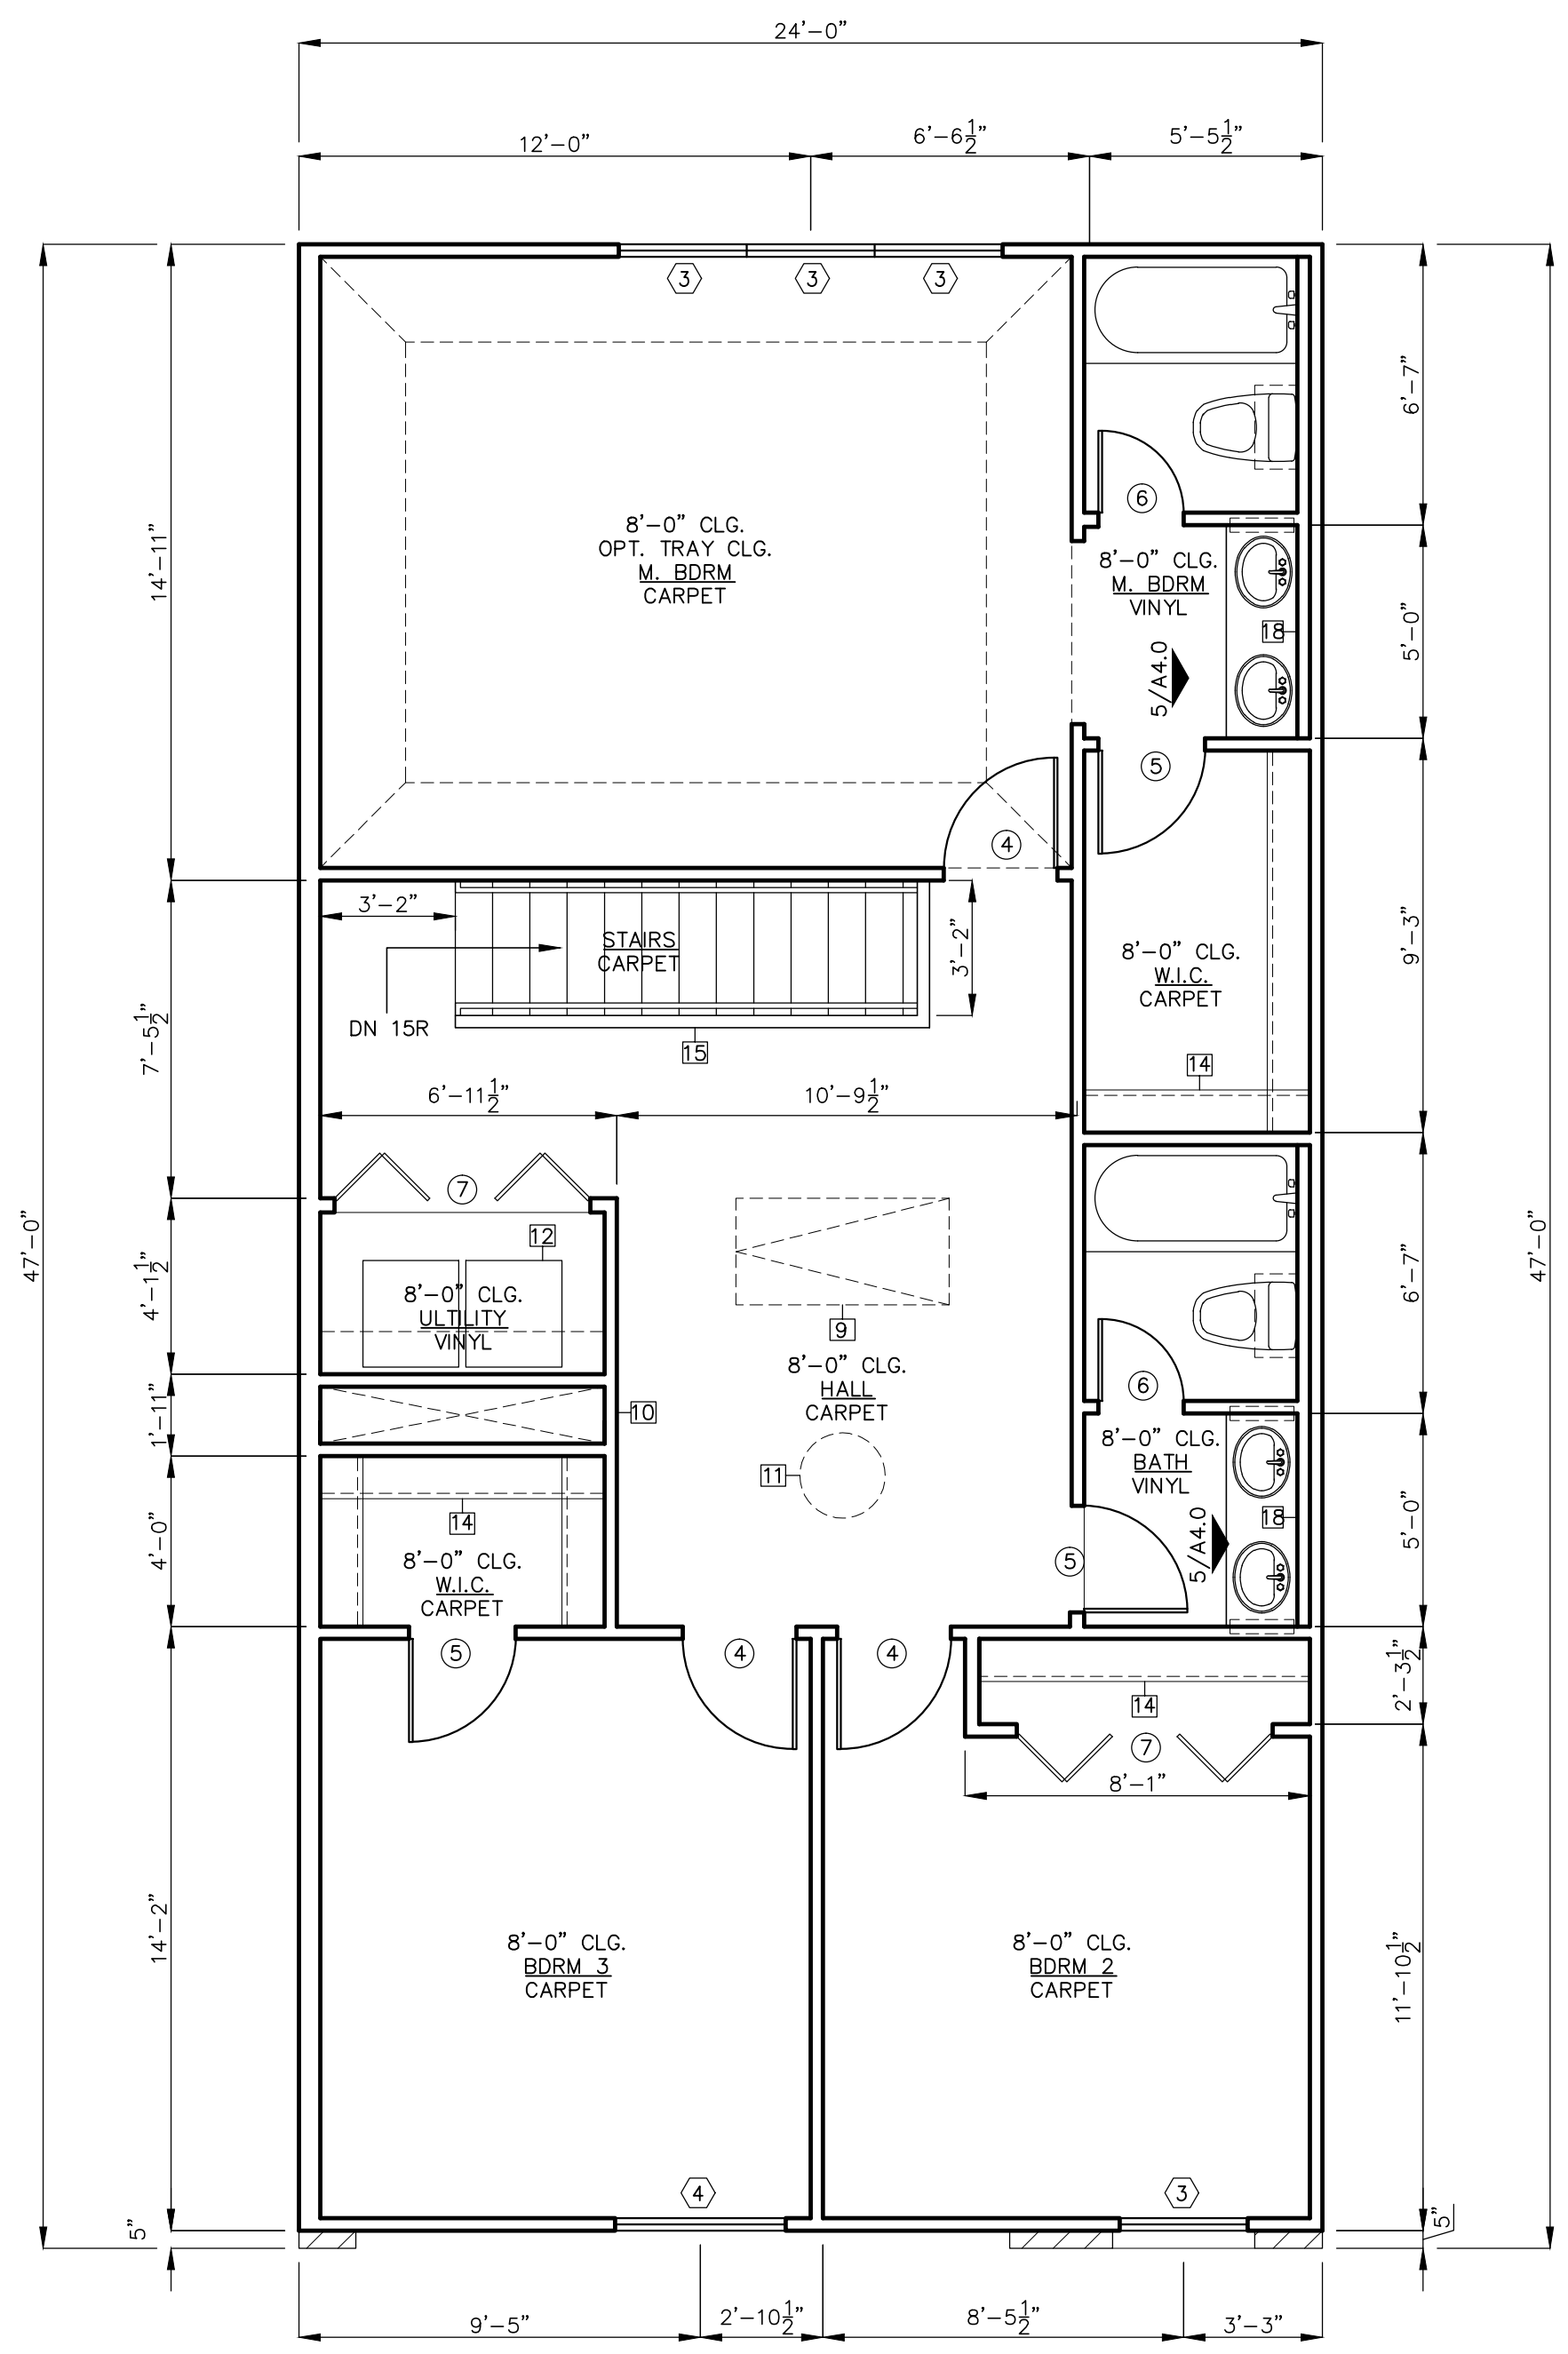 24'-0"
12'-0"
6'-6 1/2"
5'-5 1/2"
3
3
3
6'-7"
6
8'-0" CLG.
OPT. TRAY CLG.
M. BDRM
CARPET
14'-11"
8'-0" CLG.
M. BDRM
VINYL
18
5'-0"
5/A4.0
5
4
3'-2"
STAIRS
CARPET
3'-2"
DN 15R
15
7'-5 1/2"
8'-0" CLG.
W.I.C.
CARPET
9'-3"
14
6'-11 1/2"
10'-9 1/2"
7
12
47'-0"
47'-0"
4'-1 1/2"
8'-0" CLG.
ULTILITY
VINYL
9
6'-7"
8'-0" CLG.
HALL
CARPET
6
1'-11"
10
11
8'-0" CLG.
BATH
VINYL
18
5/A4.0
5'-0"
4'-0"
14
8'-0" CLG.
W.I.C.
CARPET
5
5
4
4
2'-3 1/2"
14
7
8'-1"
14'-2"
8'-0" CLG.
BDRM 3
CARPET
8'-0" CLG.
BDRM 2
CARPET
11'-10 1/2"
4
3
5"
5"
9'-5"
2'-10 1/2"
8'-5 1/2"
3'-3"